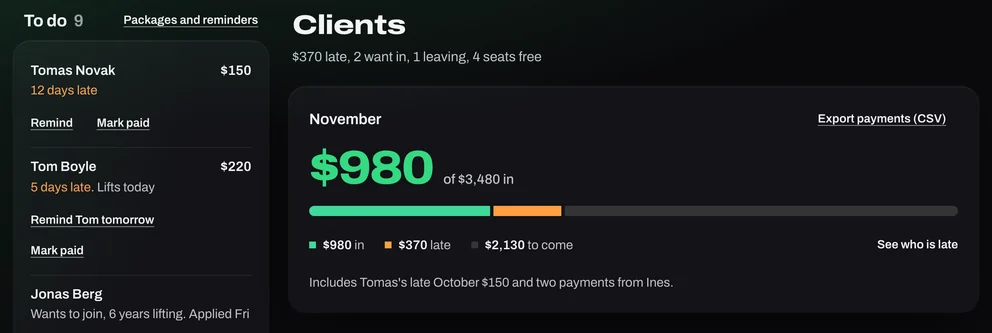 To do 9
Packages and reminders
Tomas Novak $150
12 days late
Remind Mark paid
Tom Boyle $220
5 days late. Lifts today
Remind Tom tomorrow
Mark paid
Jonas Berg
Wants to join, 6 years lifting. Applied Fri
Clients
$370 late, 2 want in, 1 leaving, 4 seats free
November
Export payments (CSV)
$980 of $3,480 in
$980 in $370 late $2,130 to come
See who is late
Includes Tomas's late October $150 and two payments from Ines.